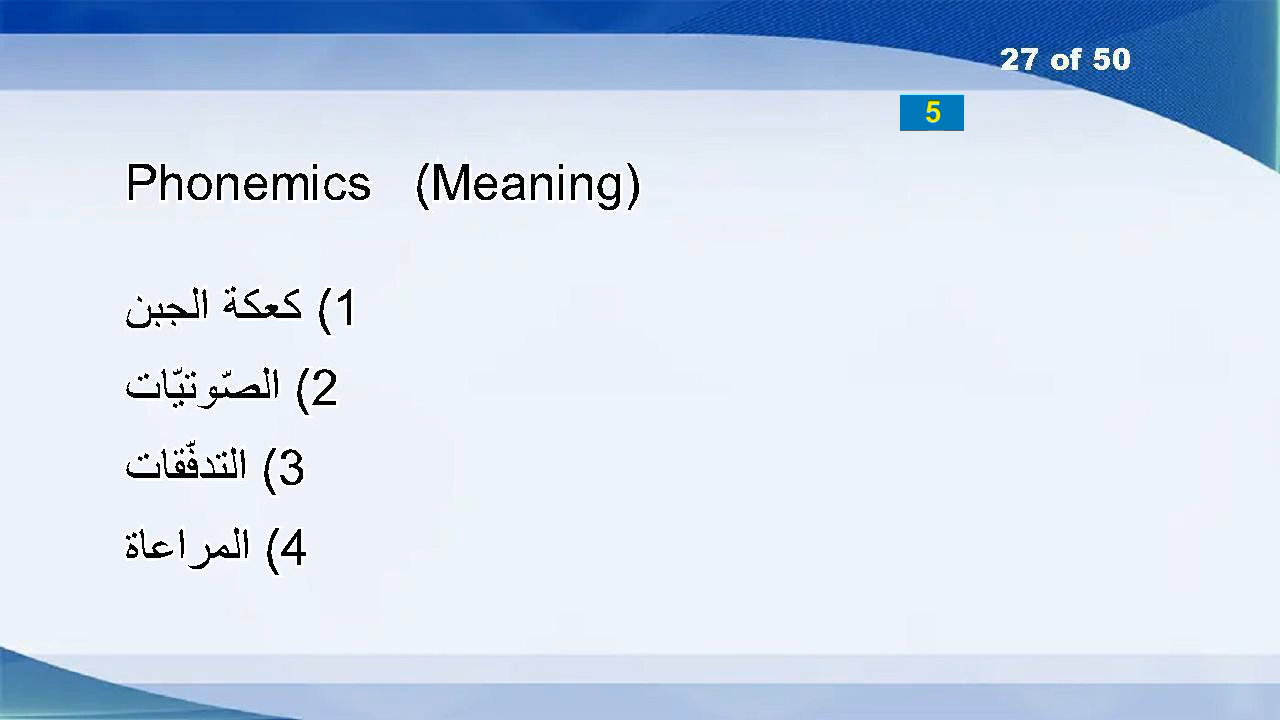 27 of 50
5
Phonemics (Meaning)
1) كعكة الجبن
2) الصّوتيّات
3) التدفّقات
4) المراعاة